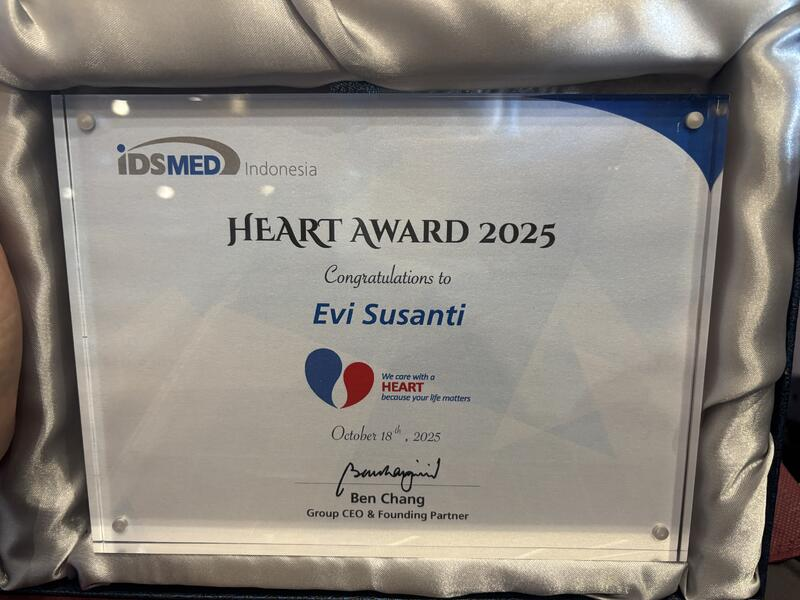 iDSMED Indonesia
HEART AWARD 2025
Congratulations to
Evi Susanti
We care with a
HEART
because your life matters
October 18th, 2025
Ben Chang
Group CEO & Founding Partner